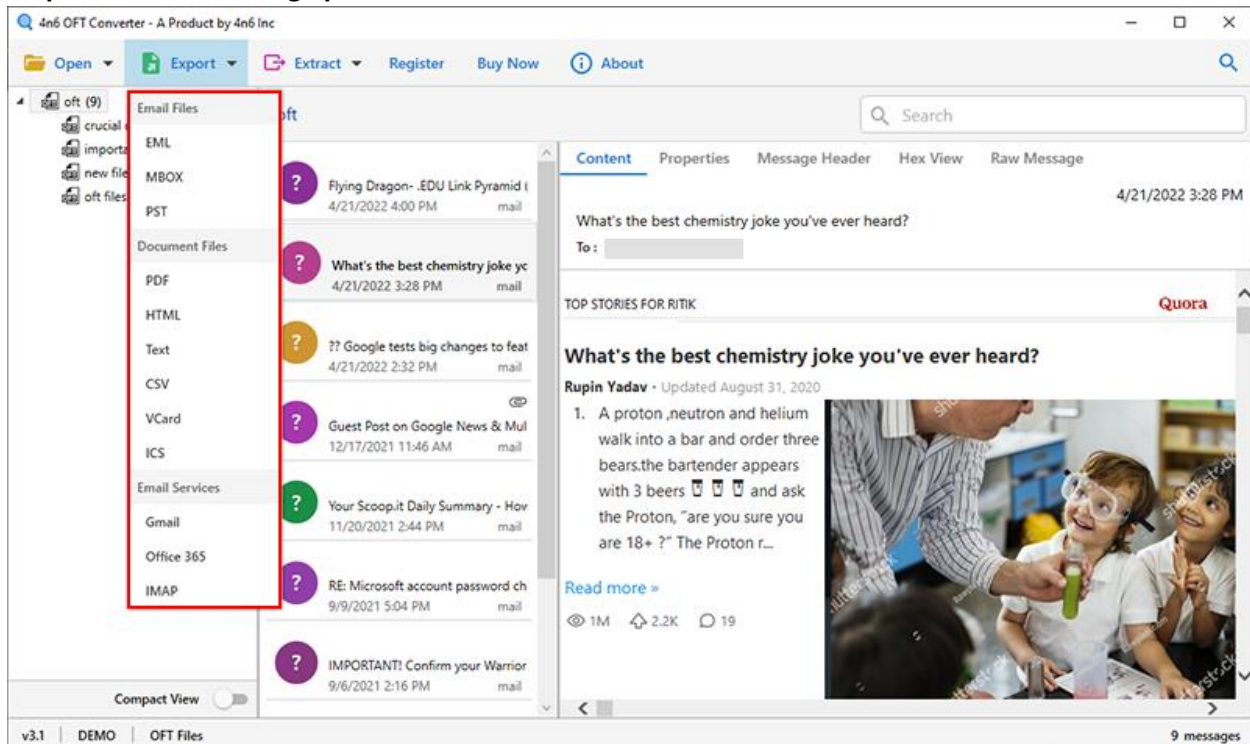 4n6 OFT Converter - A Product by 4n6 Inc
Open
Export
Extract
Register
Buy Now
About
oft (9)
crucial
importa
new file
oft files
Email Files
EML
MBOX
PST
Document Files
PDF
HTML
Text
CSV
VCard
ICS
Email Services
Gmail
Office 365
IMAP
Compact View
oft
Search
?
Flying Dragon- .EDU Link Pyramid (
4/21/2022 4:00 PM mail
?
What's the best chemistry joke yc
4/21/2022 3:28 PM mail
?
?? Google tests big changes to feat
4/21/2022 2:32 PM mail
?
Guest Post on Google News & Mul
12/17/2021 11:46 AM mail
?
Your Scoop.it Daily Summary - Hov
11/20/2021 2:44 PM mail
?
RE: Microsoft account password ch
9/9/2021 5:04 PM mail
?
IMPORTANT! Confirm your Warrior
9/6/2021 2:16 PM mail
Content Properties Message Header Hex View Raw Message
4/21/2022 3:28 PM
What's the best chemistry joke you've ever heard?
To :
TOP STORIES FOR RITIK
Quora
What's the best chemistry joke you've ever heard?
Rupin Yadav · Updated August 31, 2020
1. A proton ,neutron and helium
walk into a bar and order three
bears.the bartender appears
with 3 beers and ask
the Proton, "are you sure you
are 18+ ?" The Proton r...
Read more »
1M 2.2K 19
v3.1 DEMO OFT Files
9 messages